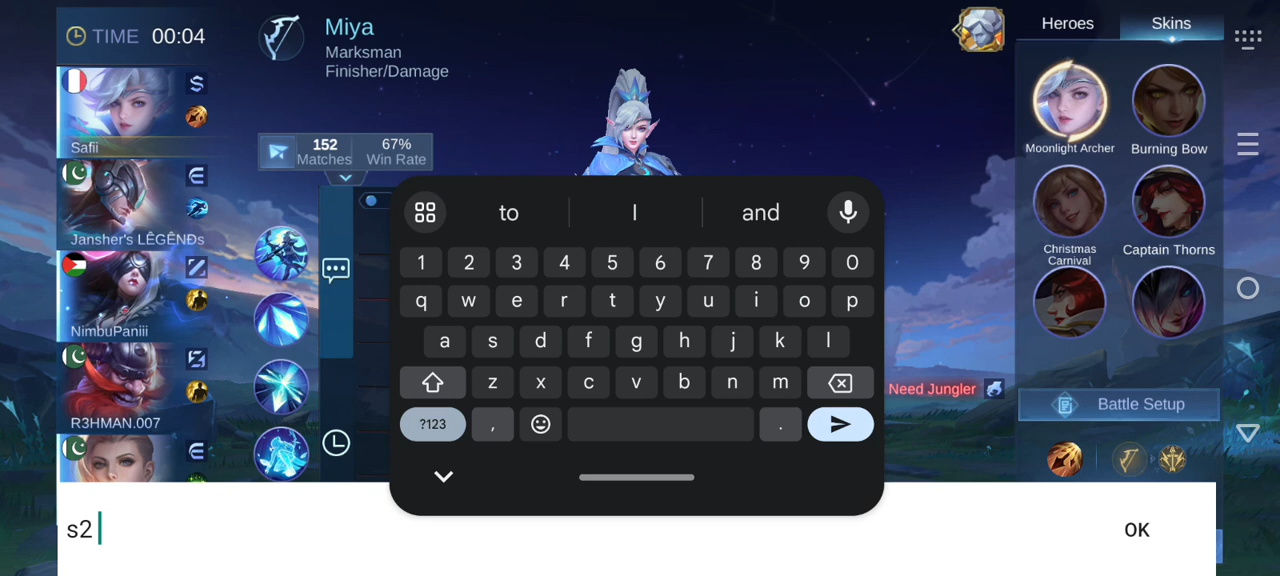 TIME 00:04
Miya
Marksman
Finisher/Damage
Heroes
Skins
Safii
152
Matches
67%
Win Rate
Moonlight Archer
Burning Bow
Jansher's LÊGÊNÐs
to
I
and
1 2 3 4 5 6 7 8 9 0
q w e r t y u i o p
a s d f g h j k l
z x c v b n m
?123 , .
Christmas
Carnival
Captain Thorns
NimbuPaniii
Need Jungler
Battle Setup
R3HMAN.007
s2
OK